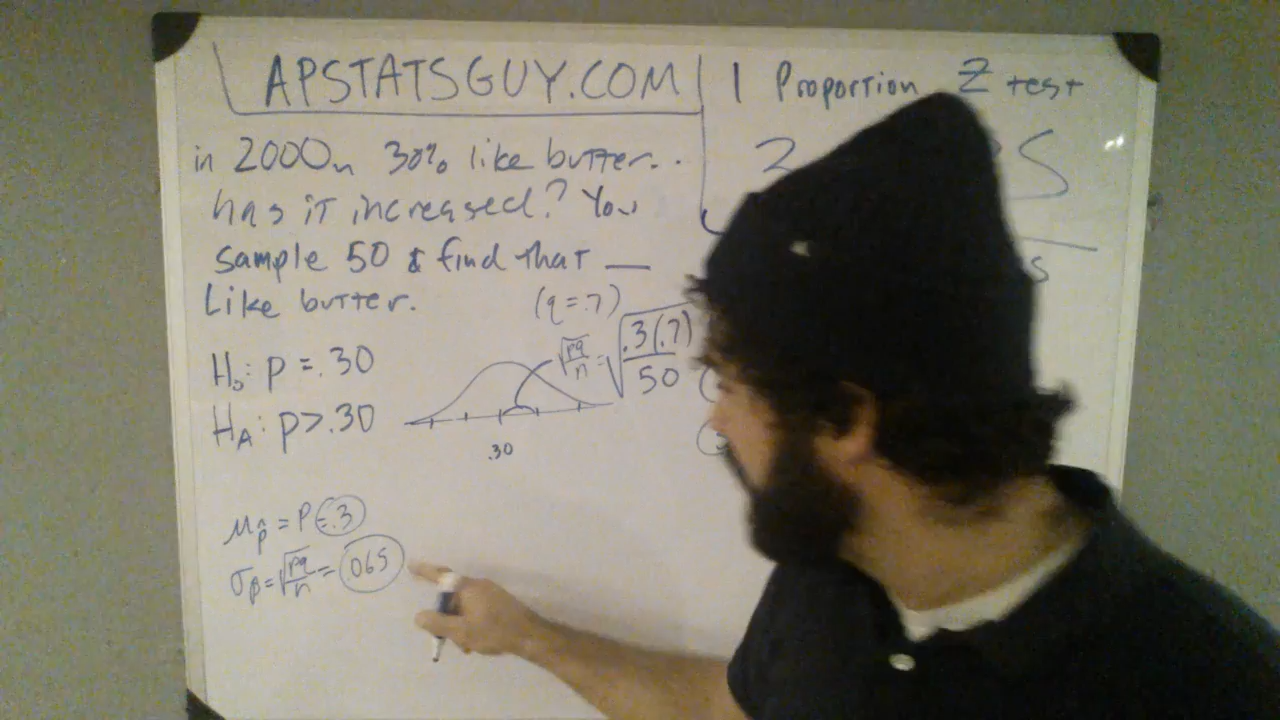 APSTATSGUY.COM
1 Proportion Z test
in 2000, 30% like butter..
has it increased? You
sample 50 & find that __
Like butter.
(q=.7)
√pq/n = √.3(.7)/50
H₀: p = .30
H_A: p > .30
.30
μ_p̂ = P = .3
σ_p̂ = √pq/n = .065